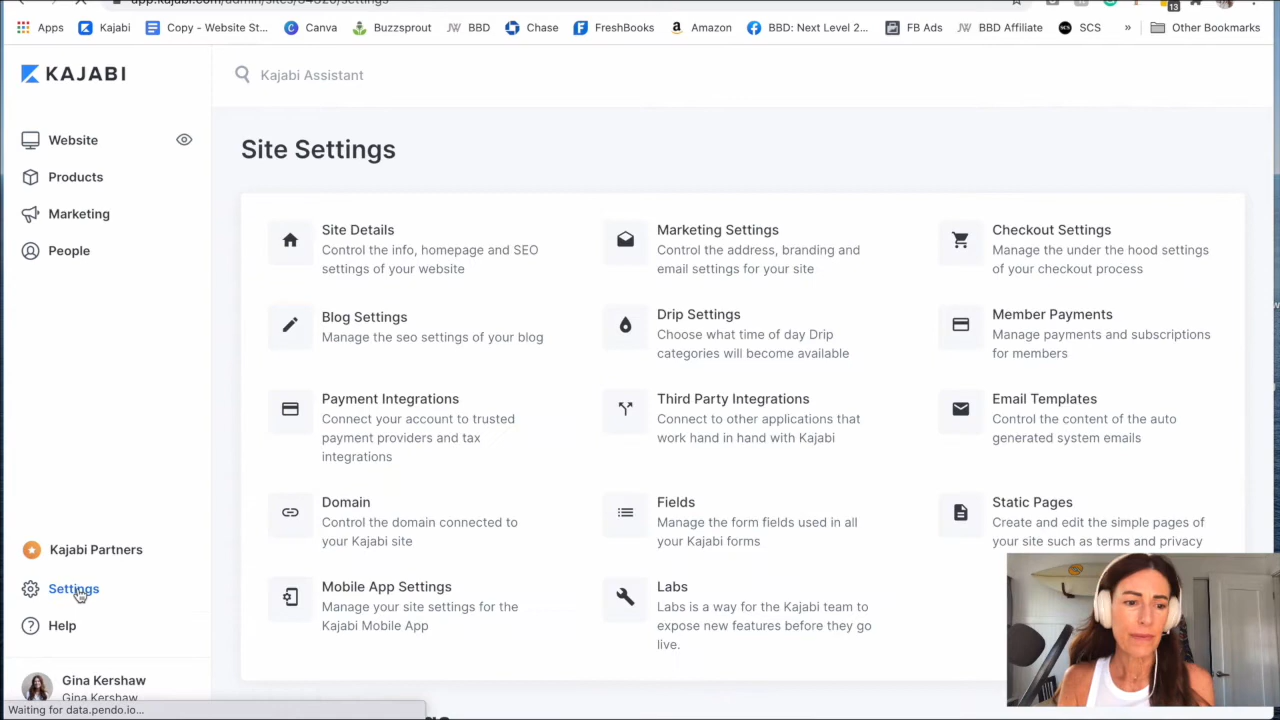 Apps
Kajabi
Copy - Website St...
Canva
Buzzsprout
BBD
Chase
FreshBooks
Amazon
BBD: Next Level 2...
FB Ads
BBD Affiliate
SCS
»
Other Bookmarks
13
KAJABI
Kajabi Assistant
Website
Products
Marketing
People
Kajabi Partners
Settings
Help
Gina Kershaw
Gina Kershaw
Waiting for data.pendo.io...
Site Settings
Site Details
Control the info, homepage and SEO
settings of your website
Marketing Settings
Control the address, branding and
email settings for your site
Checkout Settings
Manage the under the hood settings
of your checkout process
Blog Settings
Manage the seo settings of your blog
Drip Settings
Choose what time of day Drip
categories will become available
Member Payments
Manage payments and subscriptions
for members
Payment Integrations
Connect your account to trusted
payment providers and tax
integrations
Third Party Integrations
Connect to other applications that
work hand in hand with Kajabi
Email Templates
Control the content of the auto
generated system emails
Domain
Control the domain connected to
your Kajabi site
Fields
Manage the form fields used in all
your Kajabi forms
Static Pages
Create and edit the simple pages of
your site such as terms and privacy
Mobile App Settings
Manage your site settings for the
Kajabi Mobile App
Labs
Labs is a way for the Kajabi team to
expose new features before they go
live.